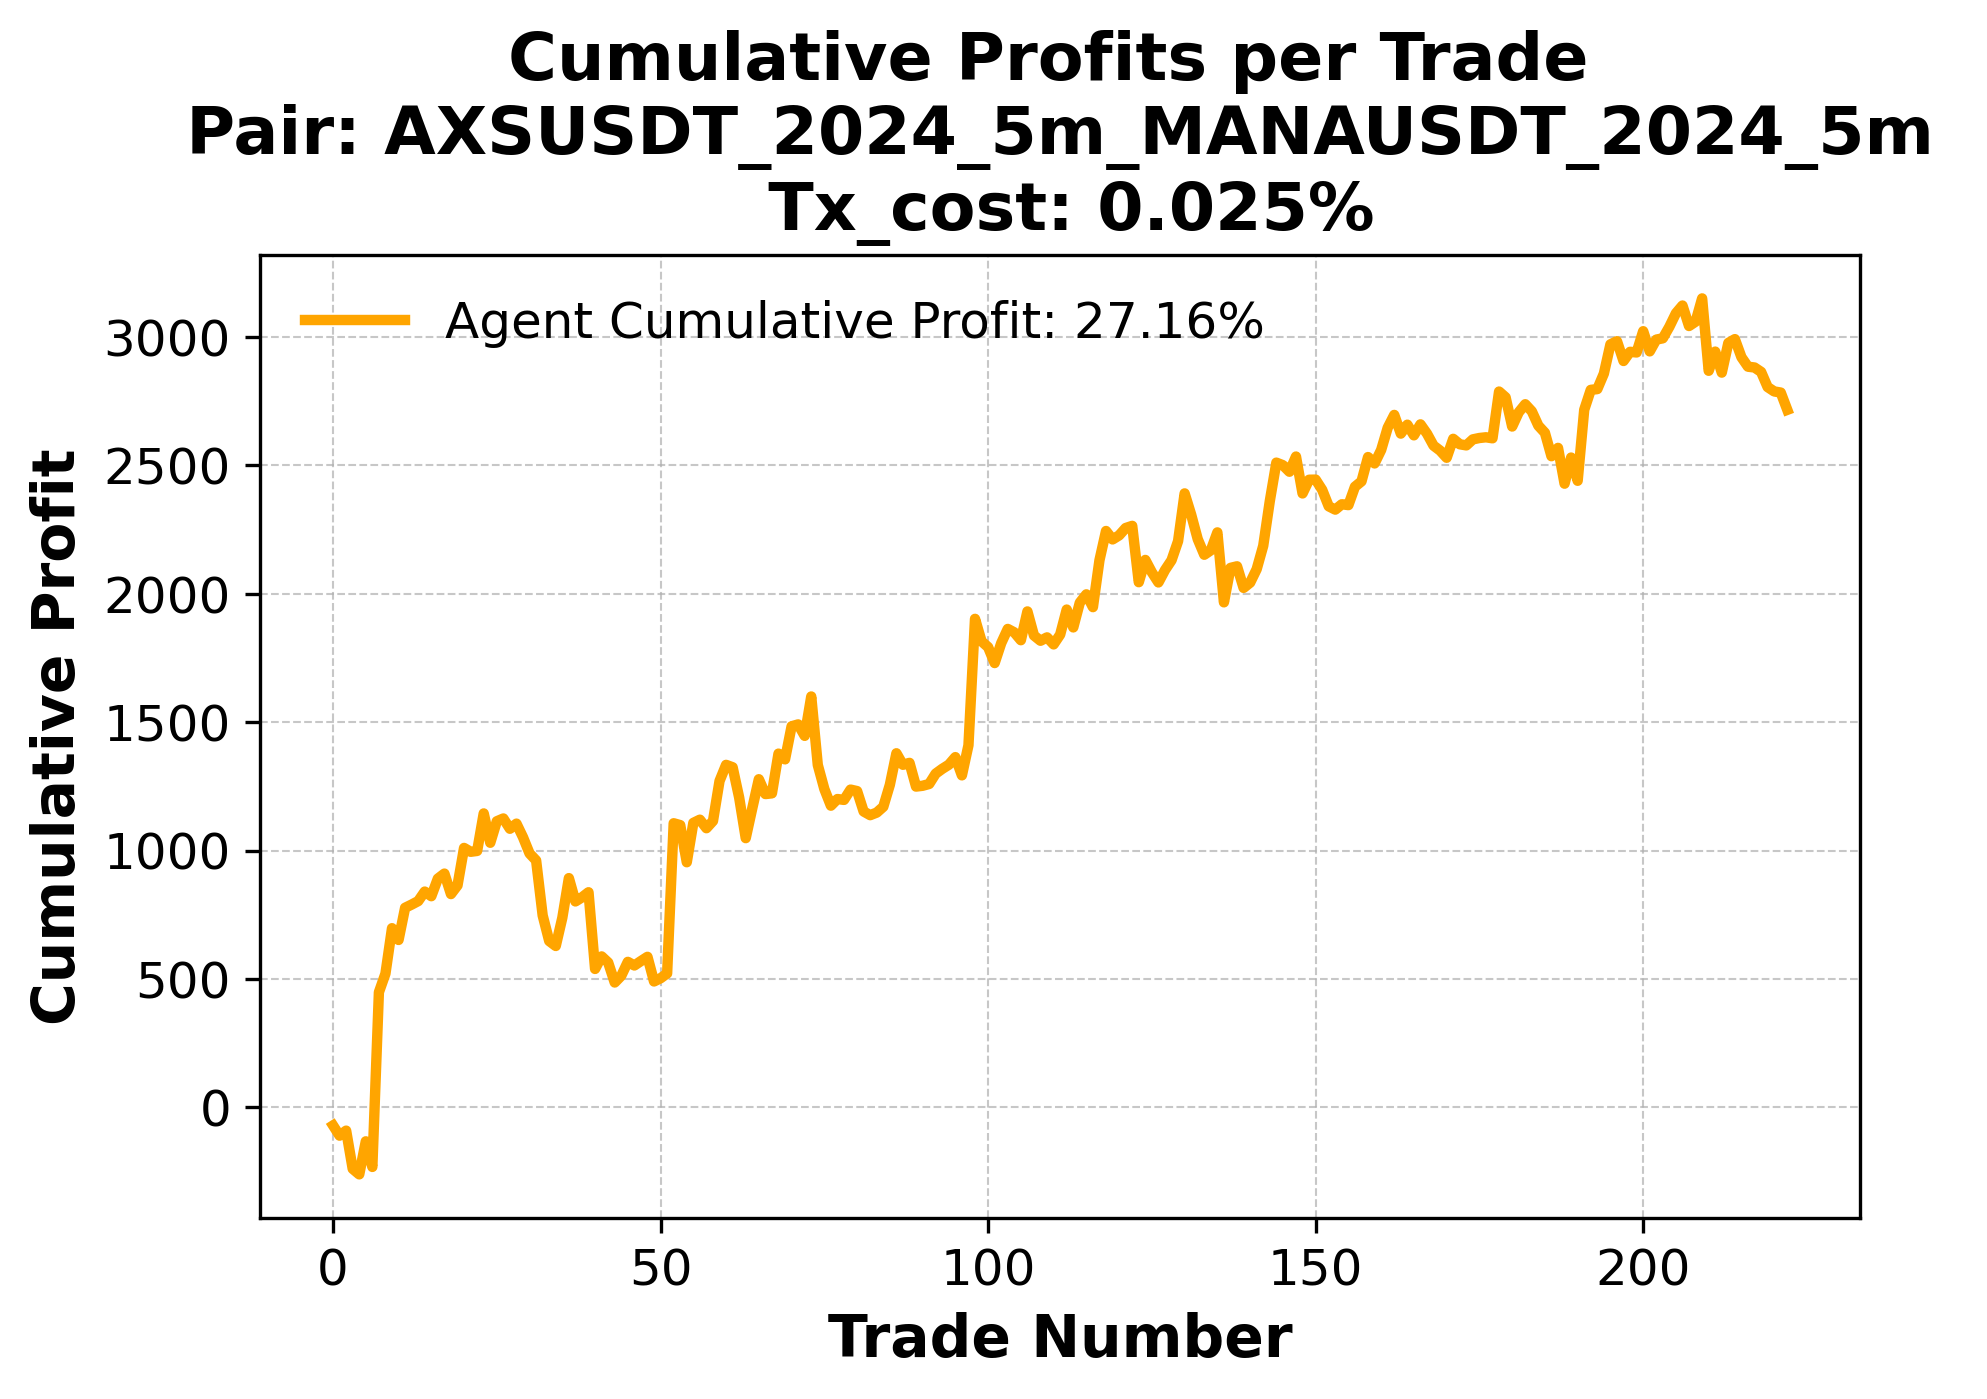 Cumulative Profits per Trade
Pair: AXSUSDT_2024_5m_MANAUSDT_2024_5m
Tx_cost: 0.025%
Agent Cumulative Profit: 27.16%
Cumulative Profit
3000
2500
2000
1500
1000
500
0
0 50 100 150 200
Trade Number